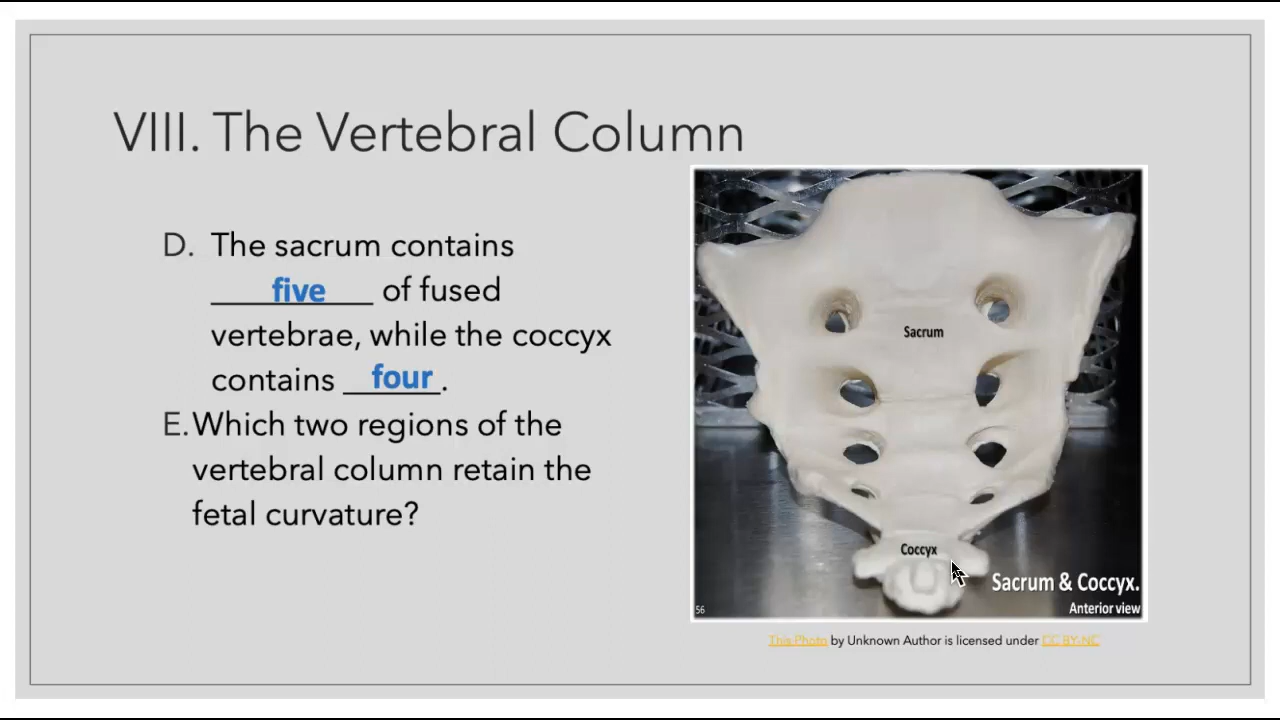 VIII. The Vertebral Column
D. The sacrum contains
five of fused
vertebrae, while the coccyx
contains four.
E. Which two regions of the
vertebral column retain the
fetal curvature?
Sacrum
Coccyx
Sacrum & Coccyx.
Anterior view
56
This Photo by Unknown Author is licensed under CC BY-NC